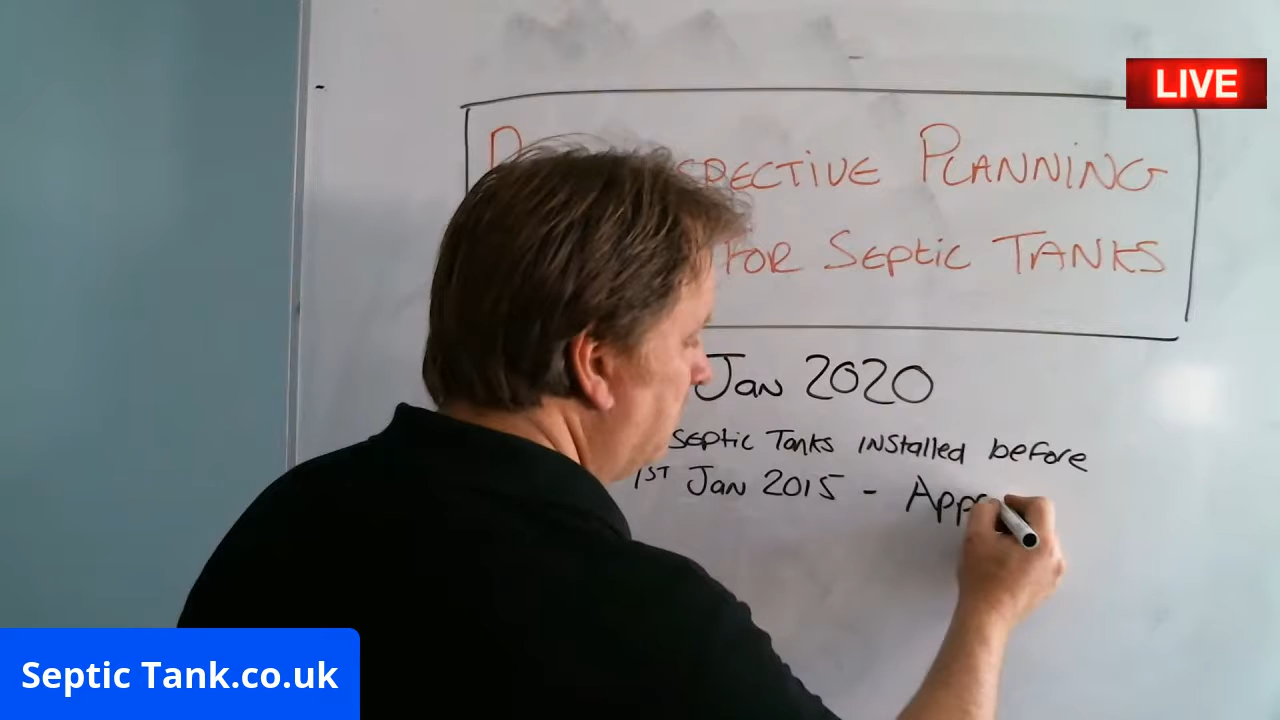 LIVE
SPECTIVE PLANNING
FOR SEPTIC TANKS
Jan 2020
SEPTIC TANKS INSTALLED before
1ST Jan 2015 - App
Septic Tank.co.uk